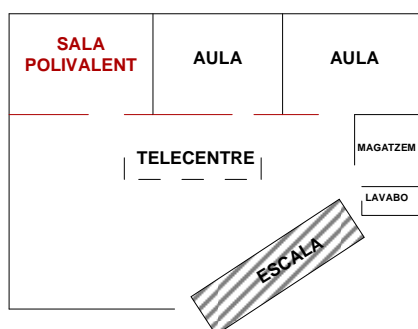 SALA
POLIVALENT
AULA
AULA
TELECENTRE
MAGATZEM
LAVABO
ESCALA